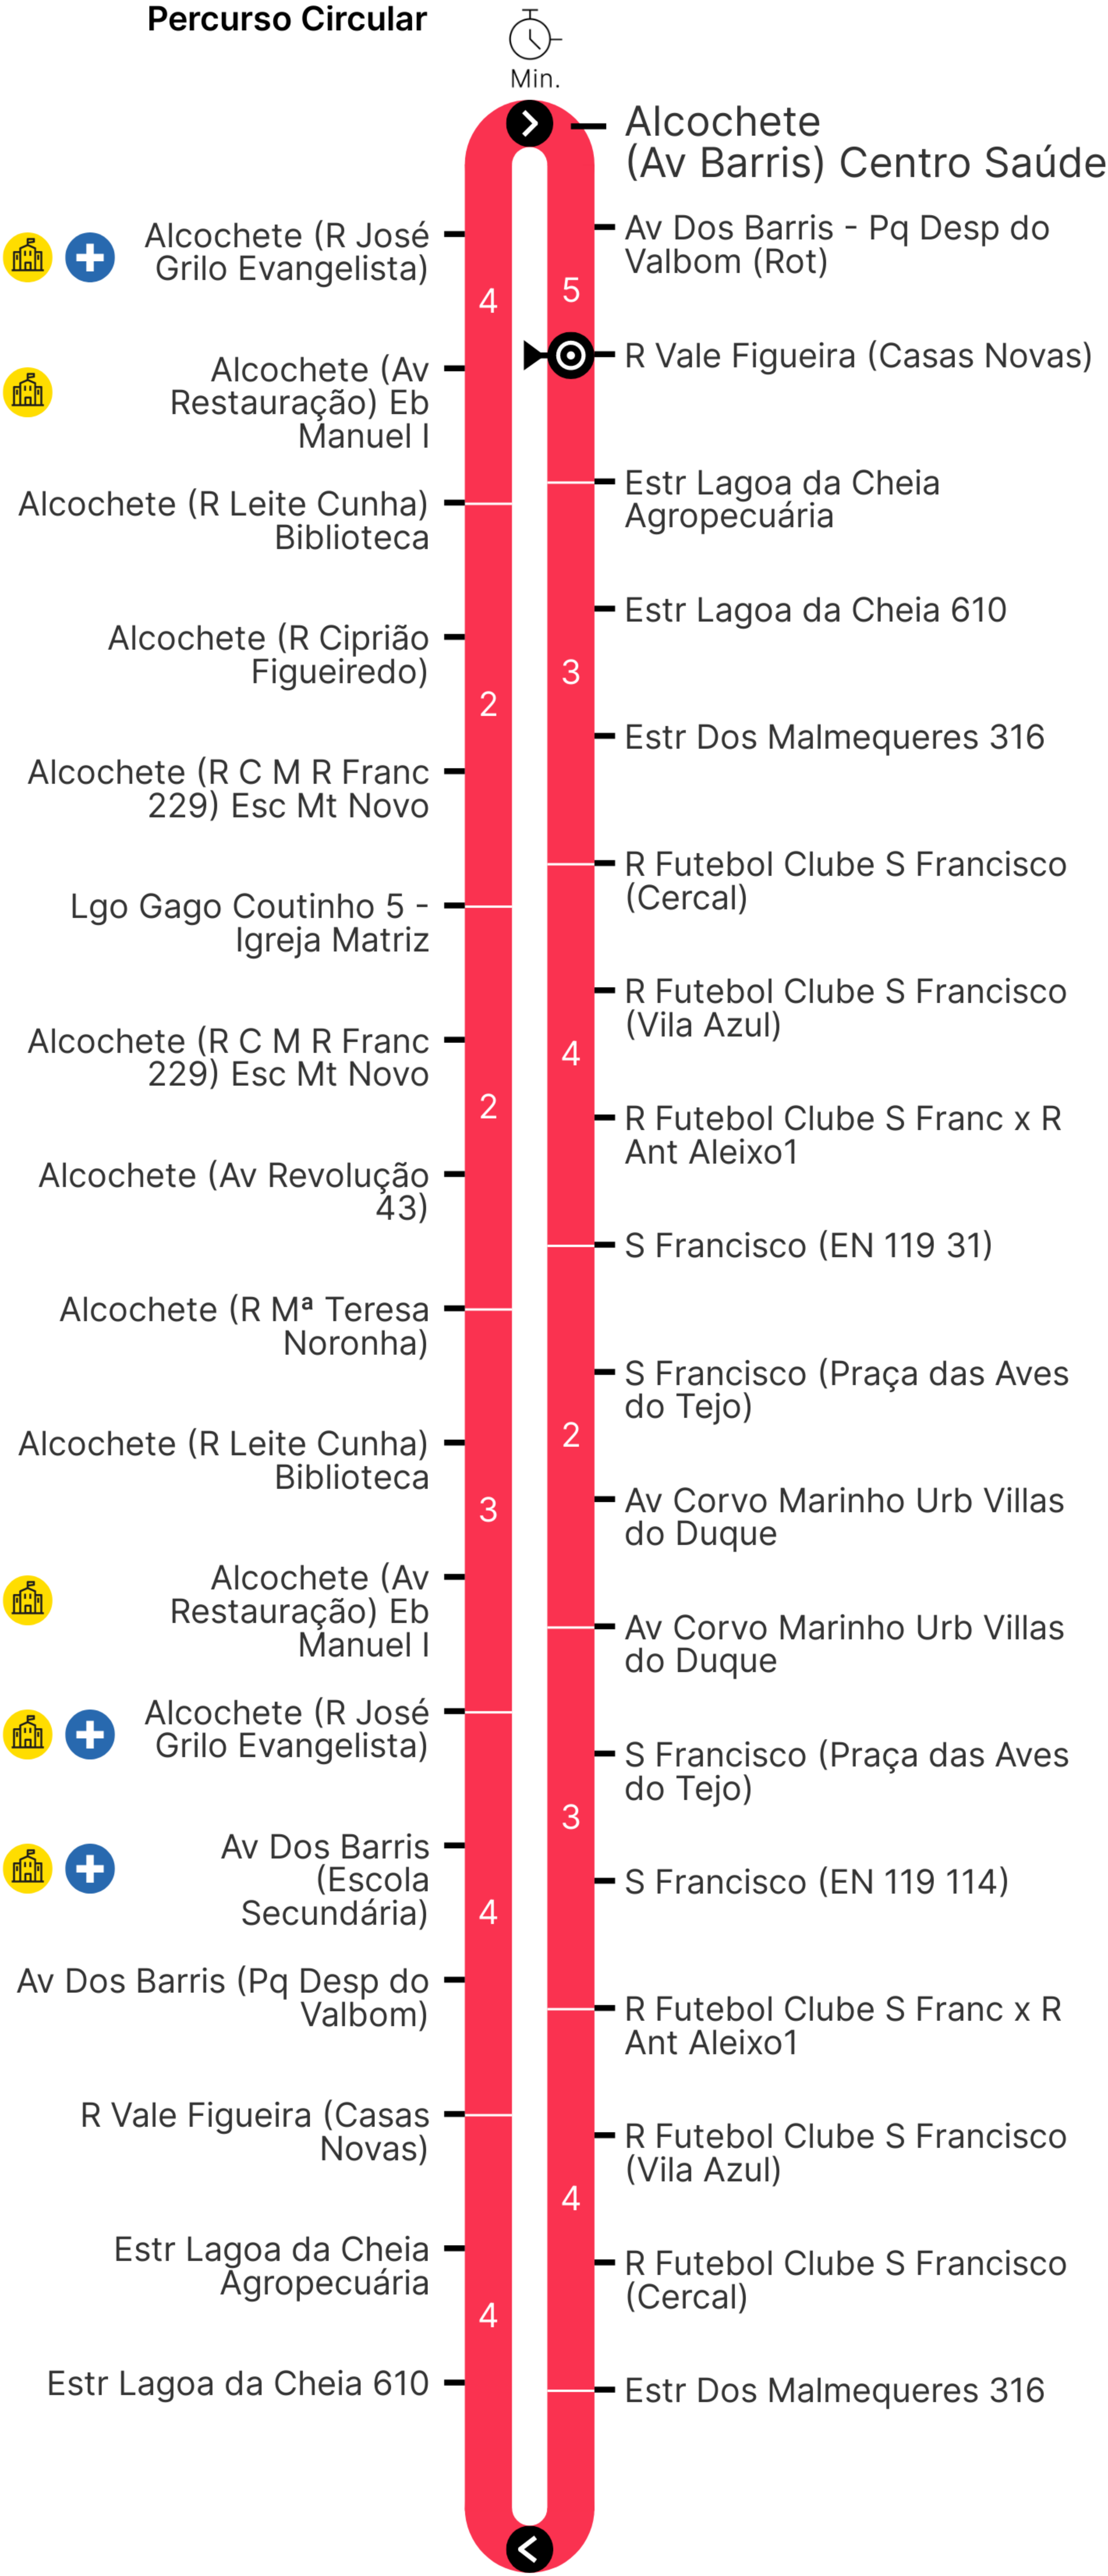 Percurso Circular
Min.
Alcochete
(Av Barris) Centro Saúde
Av Dos Barris - Pq Desp do
Valbom (Rot)
5
R Vale Figueira (Casas Novas)
Estr Lagoa da Cheia
Agropecuária
Estr Lagoa da Cheia 610
3
Estr Dos Malmequeres 316
R Futebol Clube S Francisco
(Cercal)
R Futebol Clube S Francisco
(Vila Azul)
4
R Futebol Clube S Franc x R
Ant Aleixo1
S Francisco (EN 119 31)
S Francisco (Praça das Aves
do Tejo)
2
Av Corvo Marinho Urb Villas
do Duque
Av Corvo Marinho Urb Villas
do Duque
S Francisco (Praça das Aves
do Tejo)
3
S Francisco (EN 119 114)
R Futebol Clube S Franc x R
Ant Aleixo1
R Futebol Clube S Francisco
(Vila Azul)
4
R Futebol Clube S Francisco
(Cercal)
Estr Dos Malmequeres 316
Alcochete (R José
Grilo Evangelista)
4
Alcochete (Av
Restauração) Eb
Manuel I
Alcochete (R Leite Cunha)
Biblioteca
Alcochete (R Ciprião
Figueiredo)
2
Alcochete (R C M R Franc
229) Esc Mt Novo
Lgo Gago Coutinho 5 -
Igreja Matriz
Alcochete (R C M R Franc
229) Esc Mt Novo
2
Alcochete (Av Revolução
43)
Alcochete (R Mª Teresa
Noronha)
Alcochete (R Leite Cunha)
Biblioteca
3
Alcochete (Av
Restauração) Eb
Manuel I
Alcochete (R José
Grilo Evangelista)
Av Dos Barris
(Escola
Secundária)
4
Av Dos Barris (Pq Desp do
Valbom)
R Vale Figueira (Casas
Novas)
Estr Lagoa da Cheia
Agropecuária
4
Estr Lagoa da Cheia 610